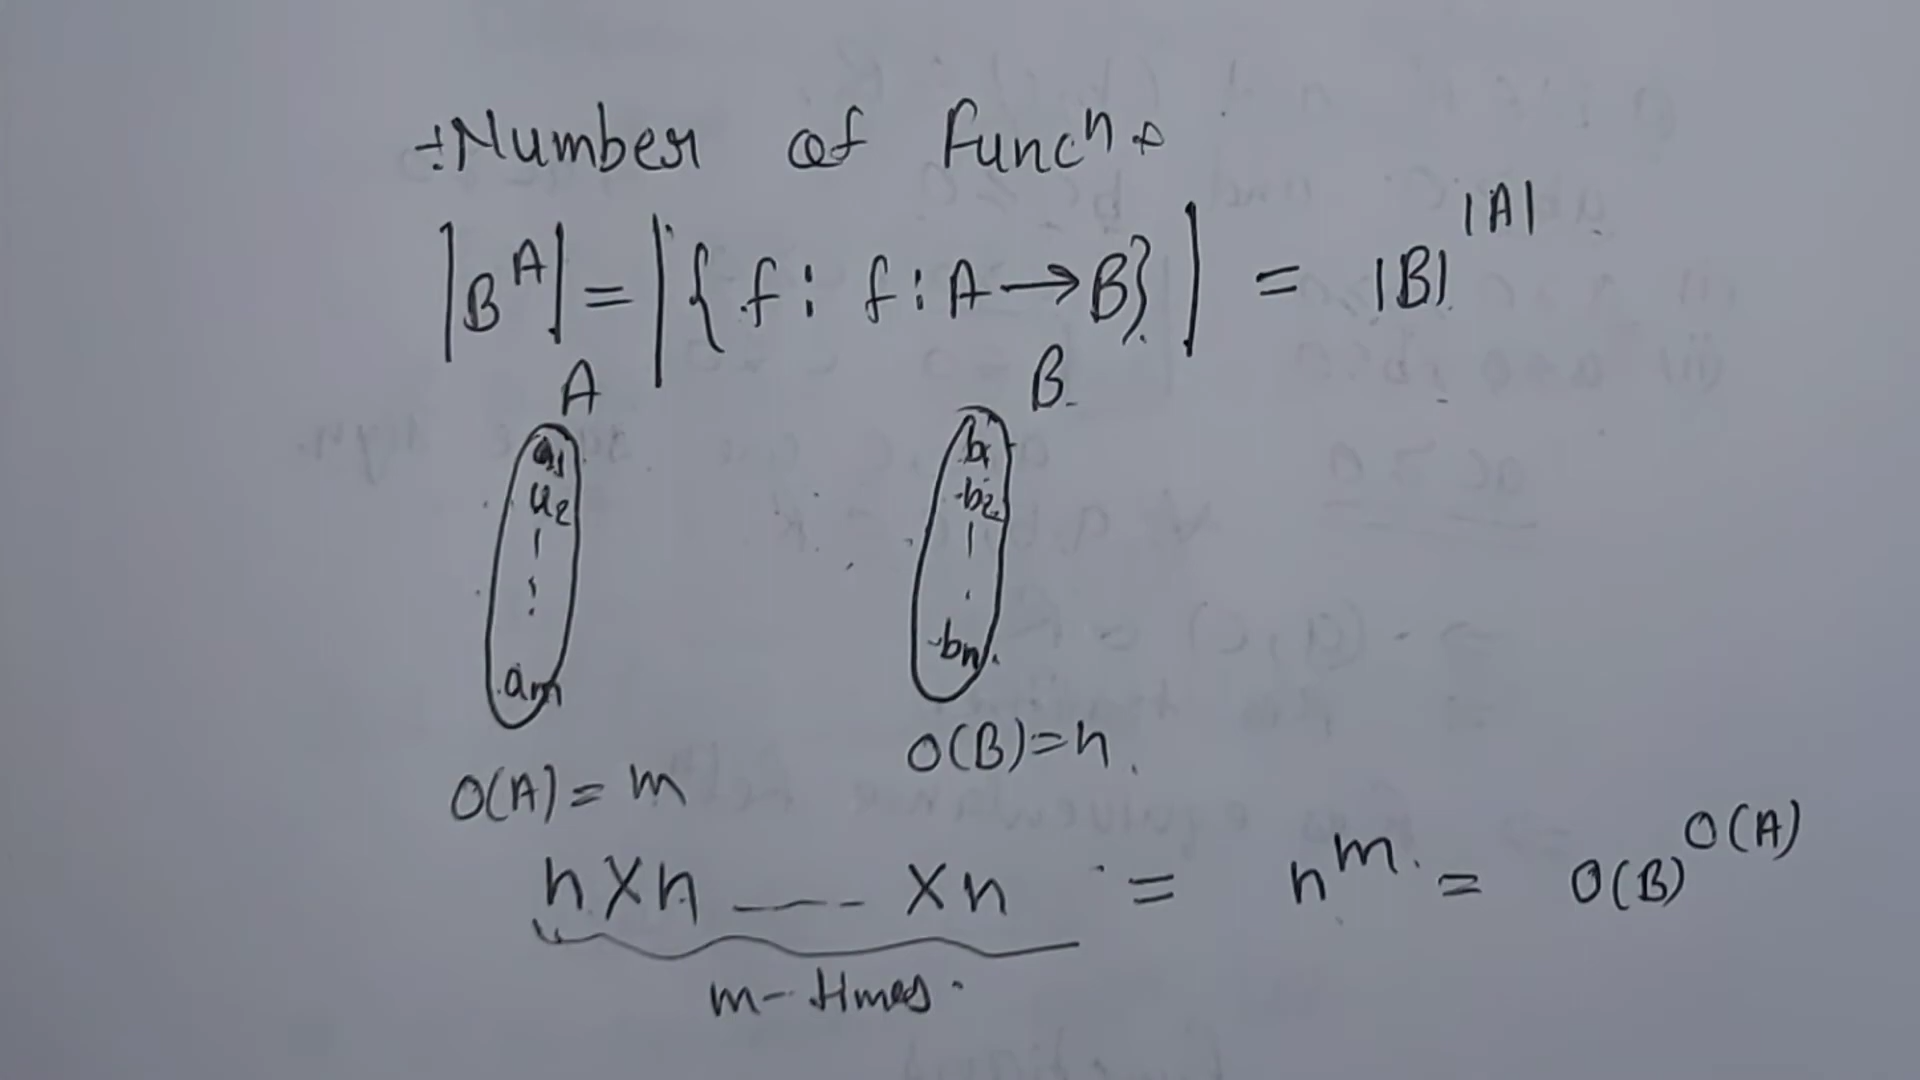 ÷Number of Funcⁿ s
|B^A| = |{f : f : A → B}| = |B|^|A|
A B
a1 b1
a2 b2
am bn
O(A) = m O(B) = n.
n × n ---- × n = n^m = O(B)^O(A)
m - times.